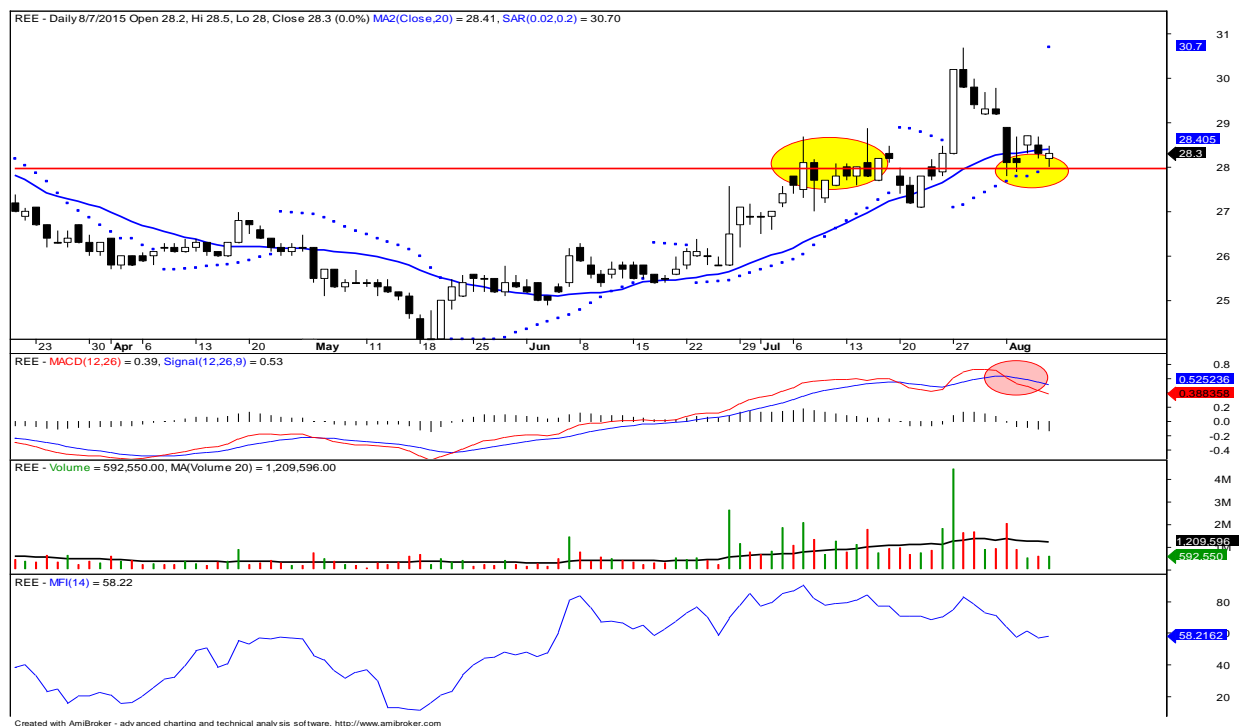 REE - Daily 8/7/2015 Open 28.2, Hi 28.5, Lo 28, Close 28.3 (0.0%) MA2(Close,20) = 28.41, SAR(0.02,0.2) = 30.70
31
30.7
30
29
28.405
28.3
28
27
26
25
23 30 Apr 6 13 20 May 11 18 25 Jun 8 15 22 29 Jul 6 13 20 27 Aug
REE - MACD(12,26) = 0.39, Signal(12,26,9) = 0.53
0.8
0.525236
0.388358
0.2
0.0
-0.2
-0.4
REE - Volume = 592,550.00, MA(Volume 20) = 1,209,596.00
4M
3M
2M
1,209,596
592,550
REE - MFI(14) = 58.22
80
58.2162
40
20
Created with AmiBroker - advanced charting and technical analysis software. http://www.amibroker.com